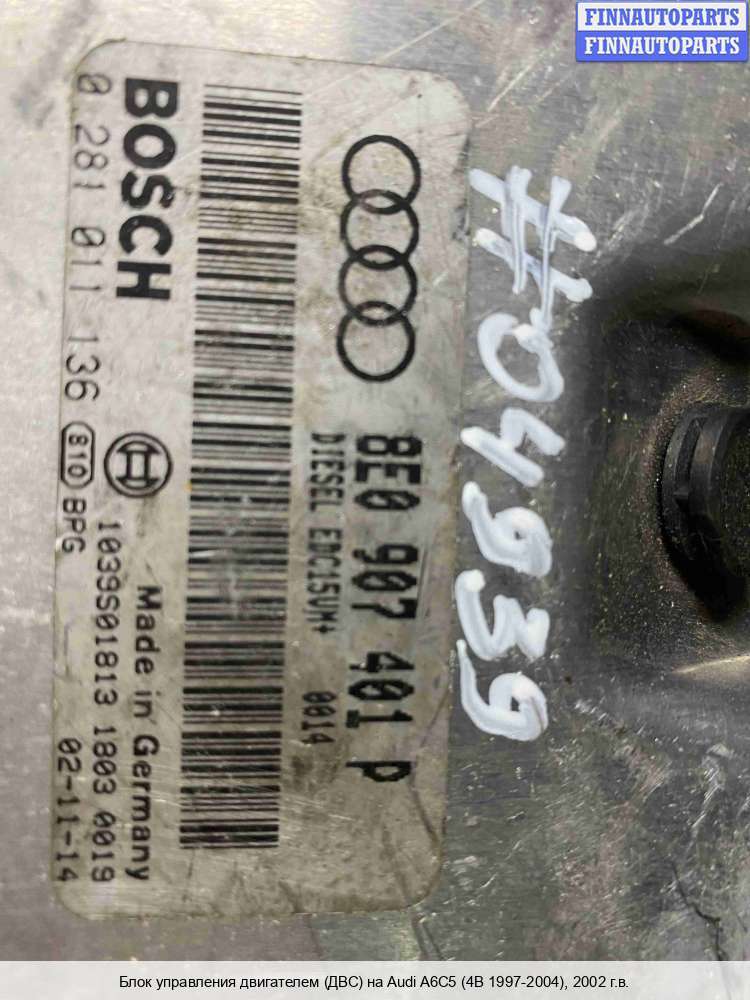 FINNAUTOPARTS
FINNAUTOPARTS
8E0 907 401 P
DIESEL EDC15VM+ 0014
BOSCH
0 281 011 136 810 BPG
Made in Germany
1039S01813 1803 0019
02-11-14
#04939
Блок управления двигателем (ДВС) на Audi A6C5 (4B 1997-2004), 2002 г.в.